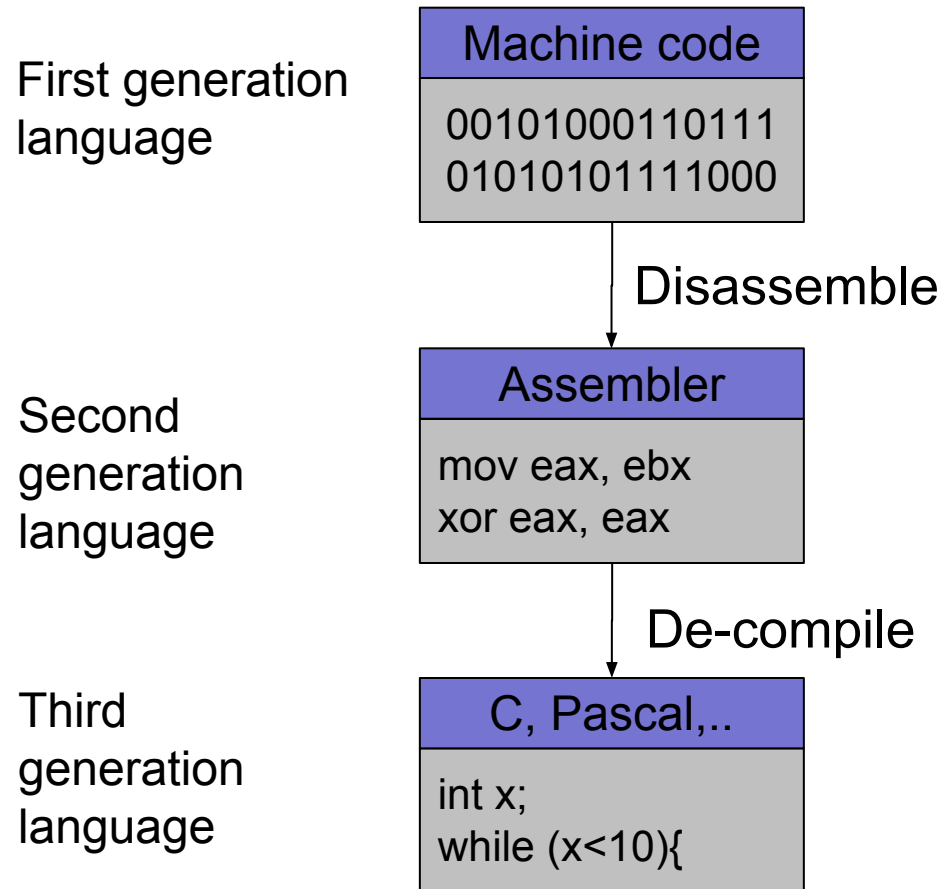 First generation
language
Machine code
00101000110111
01010101111000
Disassemble
Second
generation
language
Assembler
mov eax, ebx
xor eax, eax
De-compile
Third
generation
language
C, Pascal,..
int x;
while (x<10){